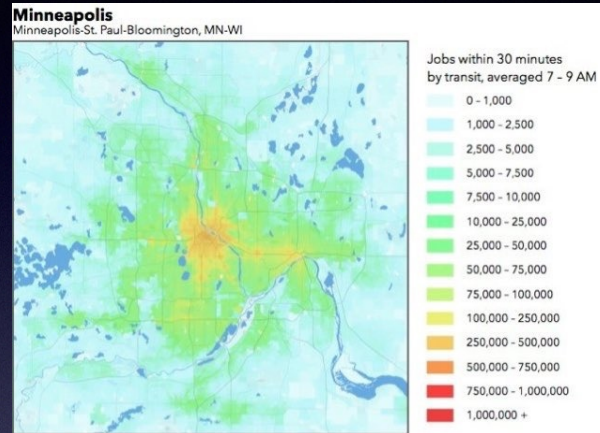 Minneapolis
Minneapolis-St. Paul-Bloomington, MN-WI
Jobs within 30 minutes
by transit, averaged 7 – 9 AM
0 – 1,000
1,000 – 2,500
2,500 – 5,000
5,000 – 7,500
7,500 – 10,000
10,000 – 25,000
25,000 – 50,000
50,000 – 75,000
75,000 – 100,000
100,000 – 250,000
250,000 – 500,000
500,000 – 750,000
750,000 – 1,000,000
1,000,000 +